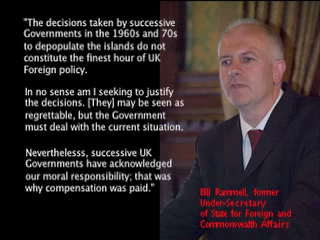 "The decisions taken by successive
Governments in the 1960s and 70s
to depopulate the islands do not
constitute the finest hour of UK
Foreign policy.
In no sense am I seeking to justify
the decisions. [They] may be seen as
regrettable, but the Government
must deal with the current situation.
Neverthelesss, successive UK
Governments have acknowledged
our moral responsibility; that was
why compensation was paid."
Bill Rammell, former
Under-Secretary
of State for Foreign and
Commonwealth Affairs